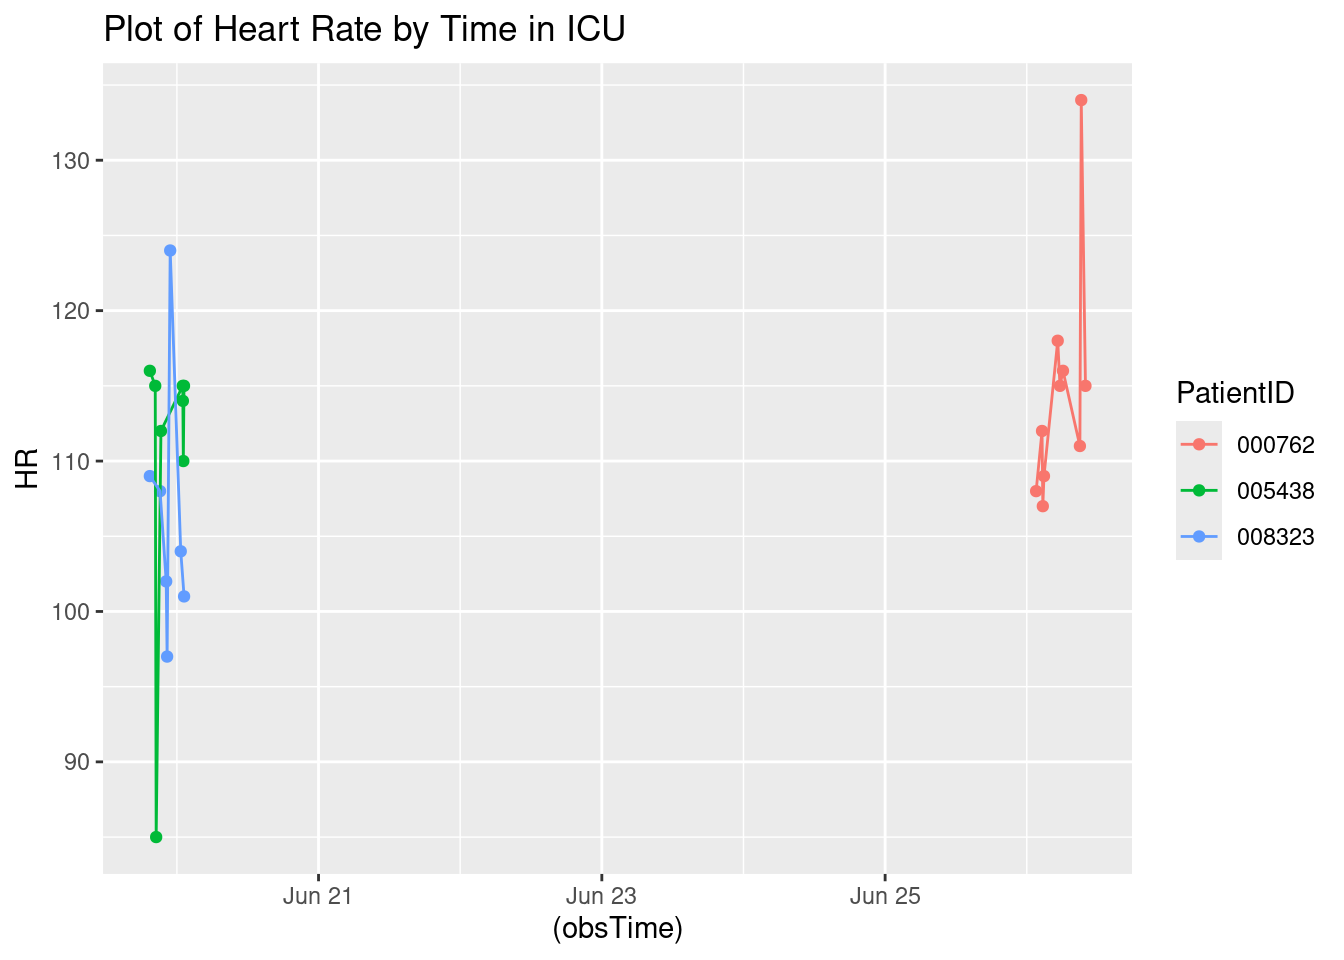 Plot of Heart Rate by Time in ICU
HR
130
120
110
100
90
Jun 21
Jun 23
Jun 25
(obsTime)
PatientID
000762
005438
008323